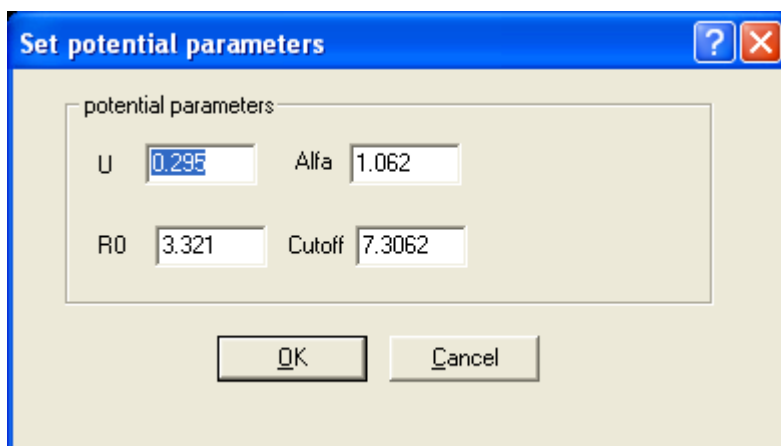 Set potential parameters
potential parameters
U 0.295 Alfa 1.062
R0 3.321 Cutoff 7.3062
OK Cancel